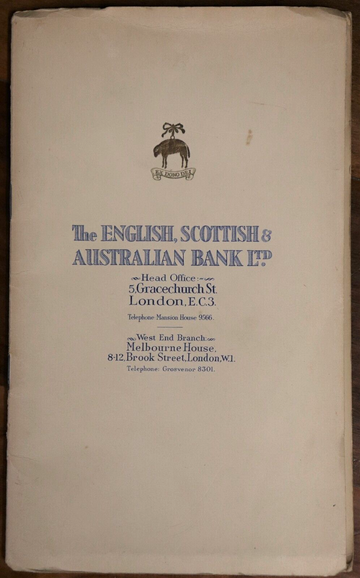 The ENGLISH, SCOTTISH &
AUSTRALIAN BANK LTD
Head Office:
5, Gracechurch St.
London, E.C.3.
Telephone: Mansion House 9566.
West End Branch
Melbourne House,
8-12, Brook Street, London, W.1.
Telephone: Grosvenor 8301.